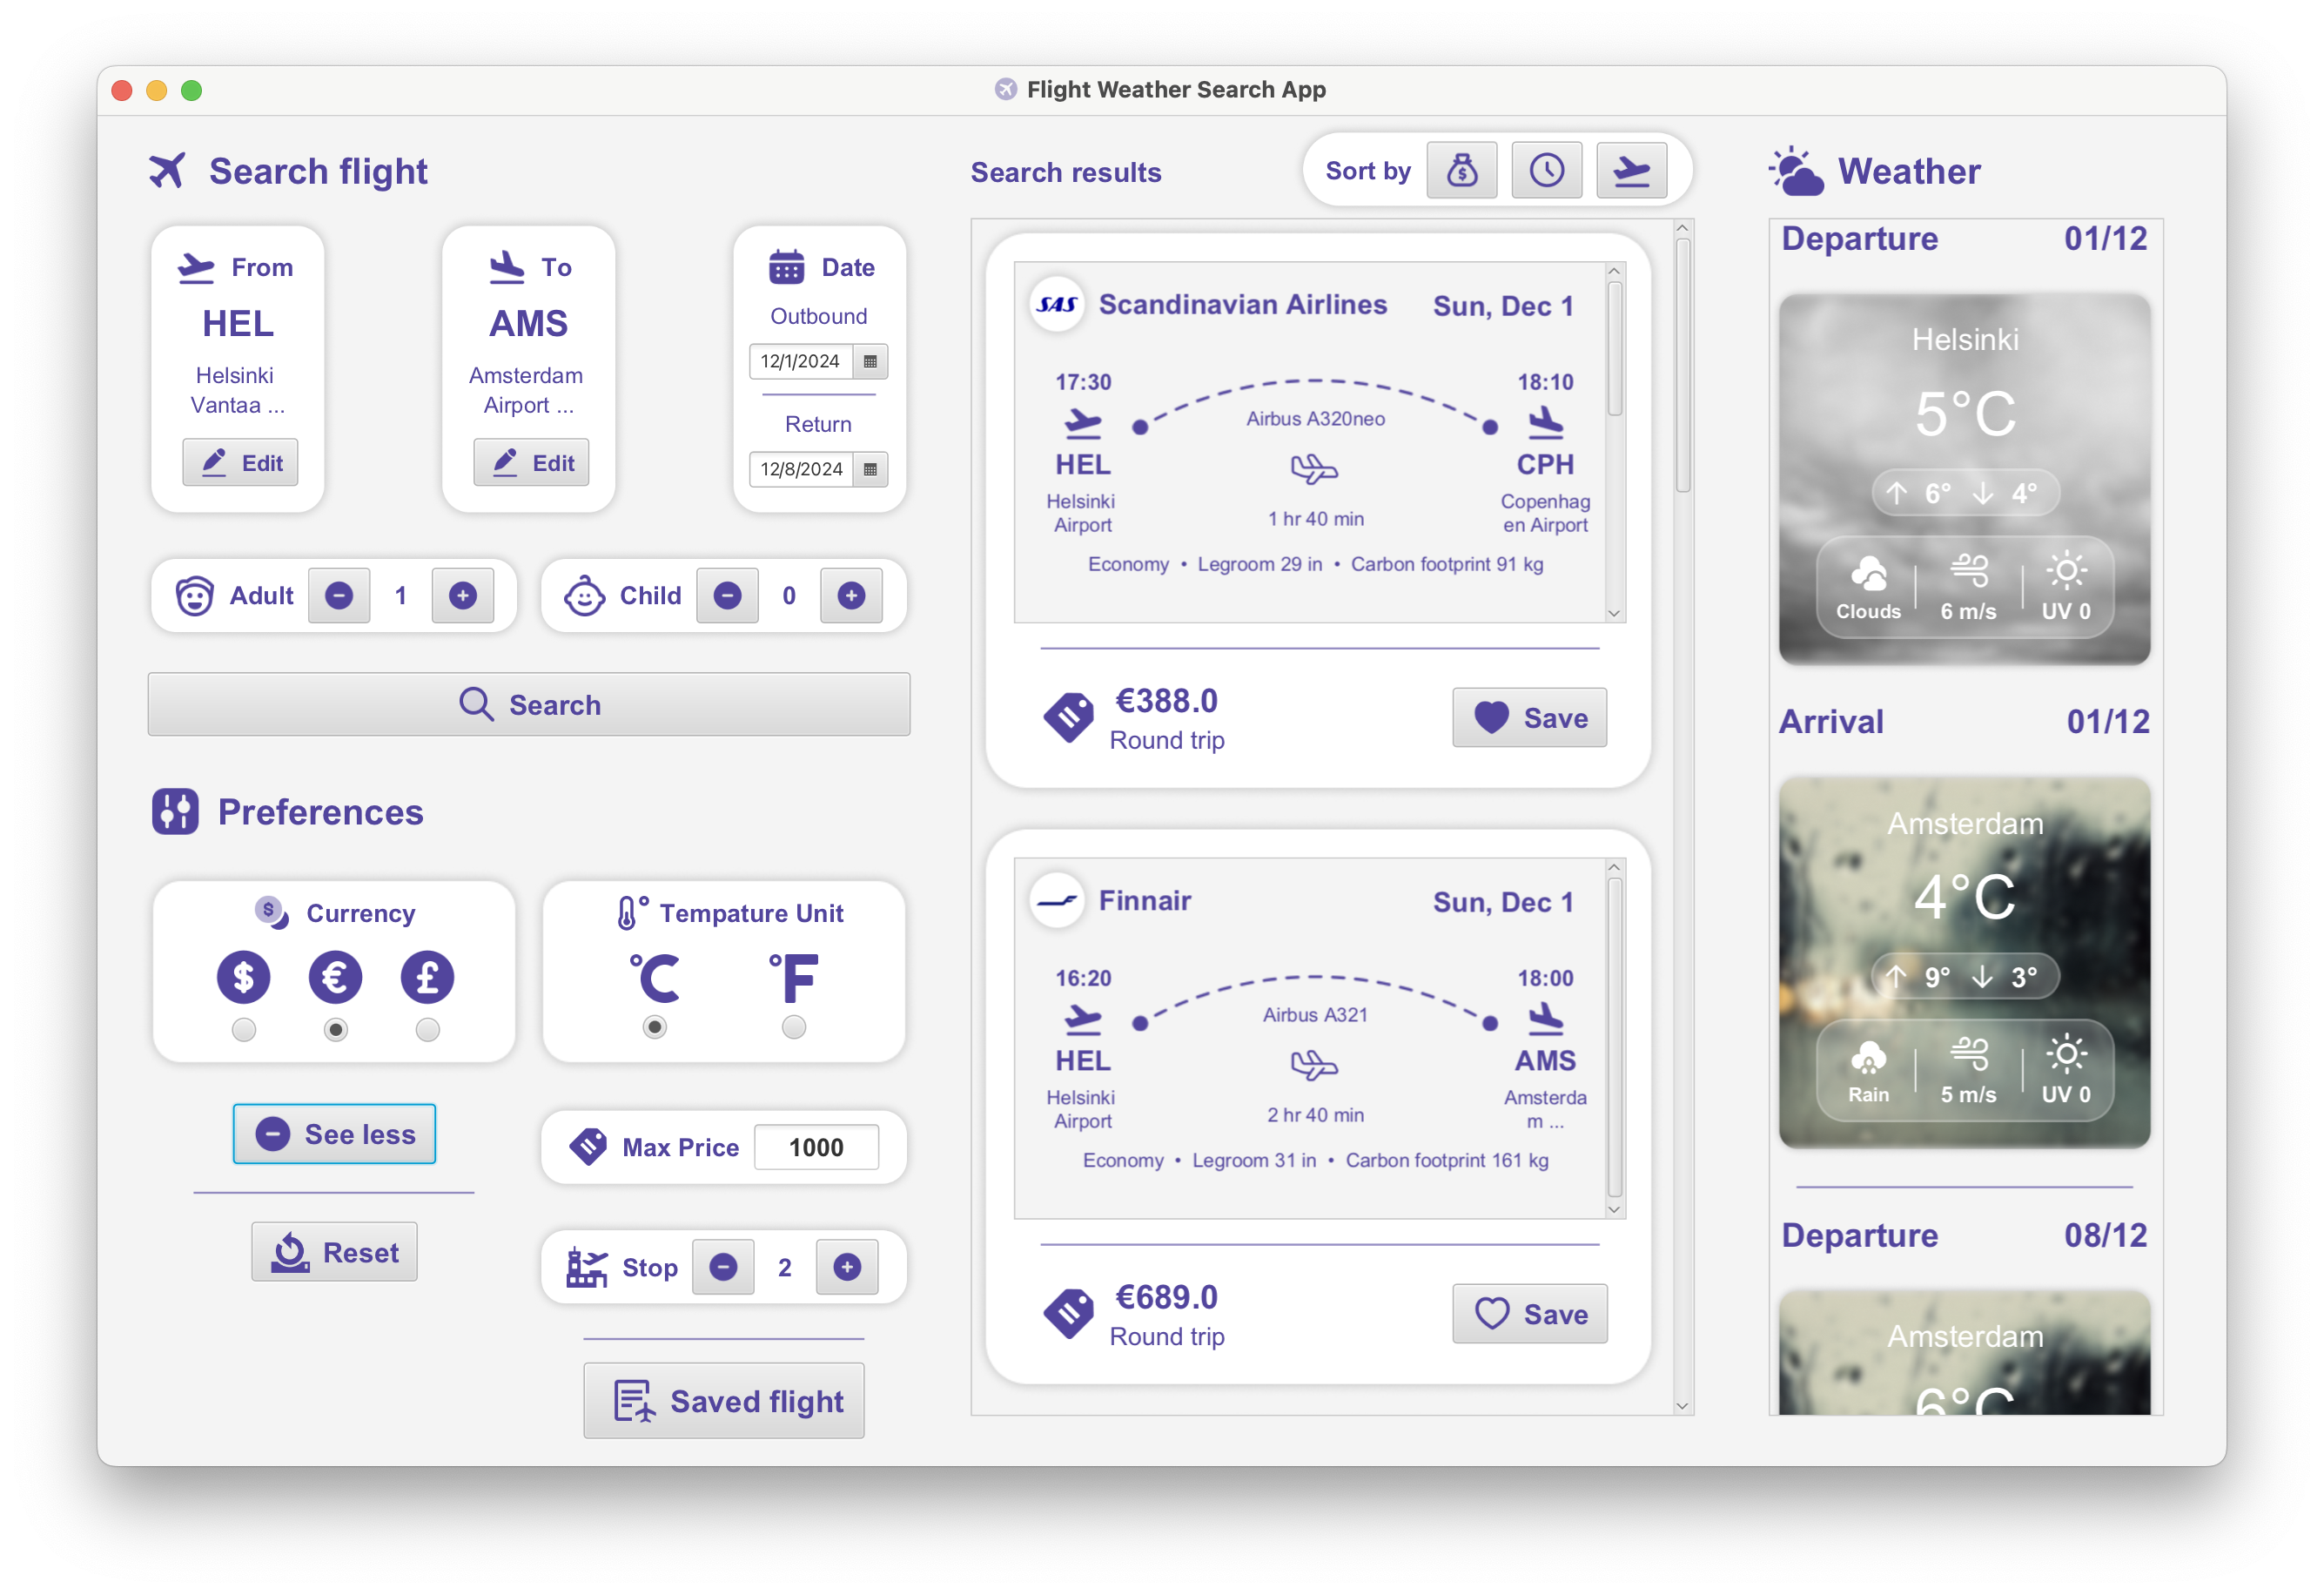 Flight Weather Search App
Search flight
From
HEL
Helsinki
Vantaa ...
Edit
To
AMS
Amsterdam
Airport ...
Edit
Date
Outbound
12/1/2024
Return
12/8/2024
Adult
1
Child
0
Search
Preferences
Currency
$ € £
Tempature Unit
°C °F
See less
Reset
Max Price
1000
Stop
2
Saved flight
Search results
Sort by
SAS
Scandinavian Airlines
Sun, Dec 1
17:30
HEL
Helsinki
Airport
Airbus A320neo
1 hr 40 min
18:10
CPH
Copenhag
en Airport
Economy • Legroom 29 in • Carbon footprint 91 kg
€388.0
Round trip
Save
Finnair
Sun, Dec 1
16:20
HEL
Helsinki
Airport
Airbus A321
2 hr 40 min
18:00
AMS
Amsterda
m ...
Economy • Legroom 31 in • Carbon footprint 161 kg
€689.0
Round trip
Save
Weather
Departure 01/12
Helsinki
5°C
6° 4°
Clouds
6 m/s
UV 0
Arrival 01/12
Amsterdam
4°C
9° 3°
Rain
5 m/s
UV 0
Departure 08/12
Amsterdam
6°C